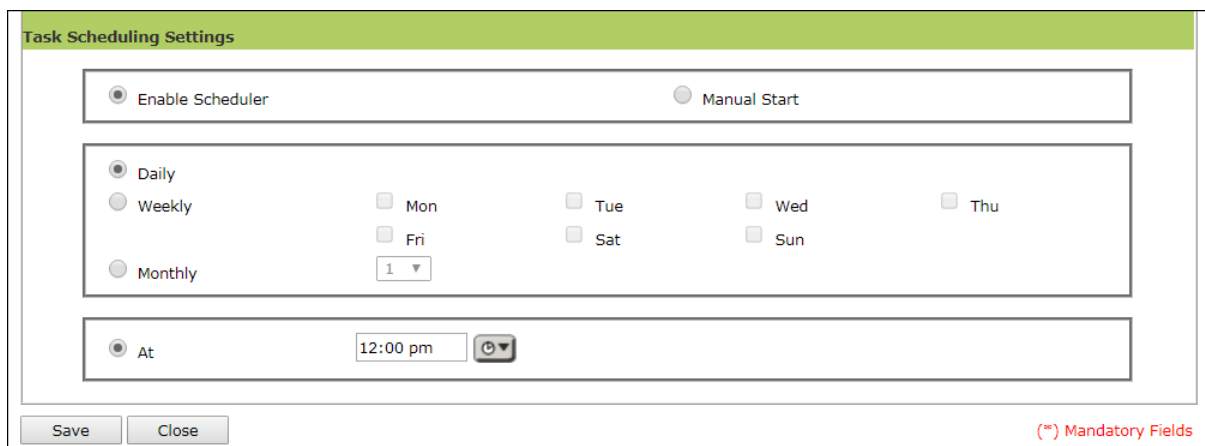 Task Scheduling Settings
Enable Scheduler Manual Start
Daily
Weekly Mon Tue Wed Thu
Fri Sat Sun
Monthly 1
At 12:00 pm
Save Close (*) Mandatory Fields